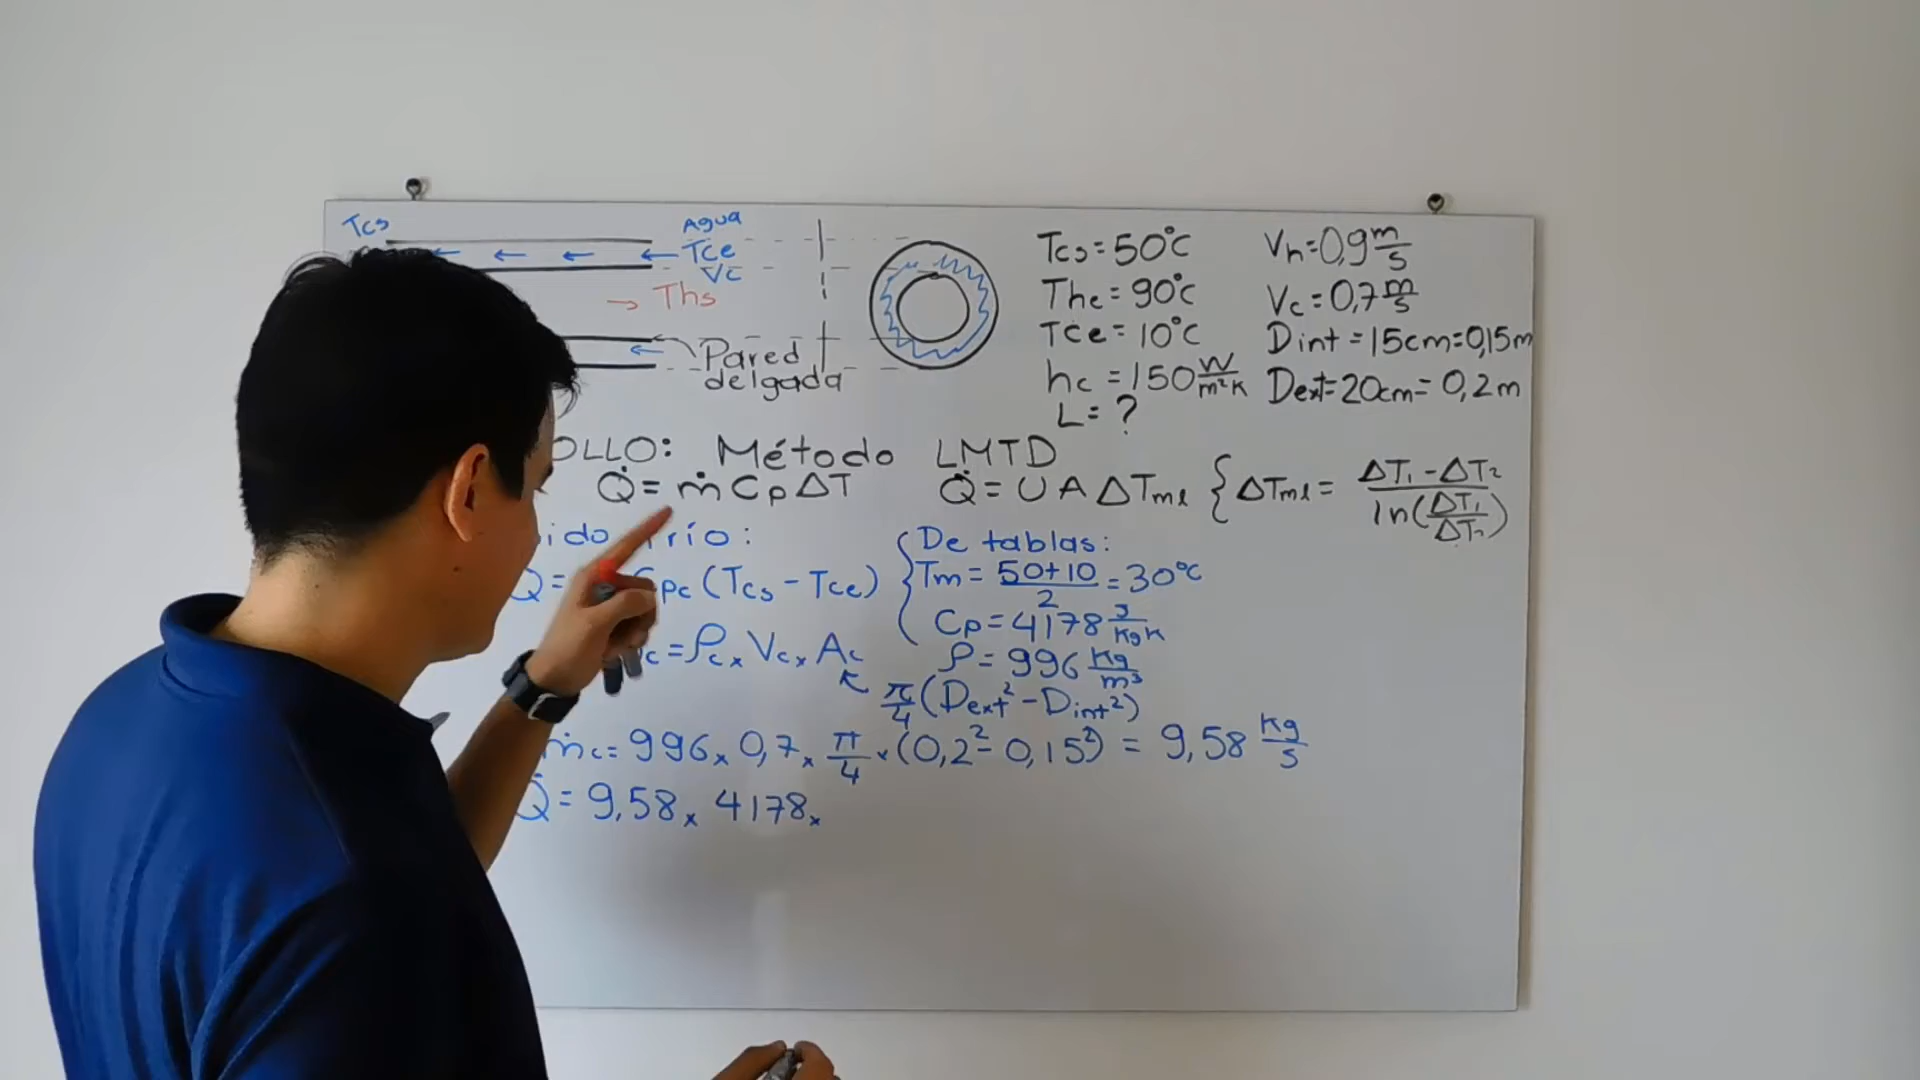 Tcs
Agua
Tce
Vc
Ths
Pared
delgada
Tcs = 50°C
The = 90°C
Tce = 10°C
hc = 150 W/m²K
L = ?
Vh = 0,9 m/s
Vc = 0,7 m/s
Dint = 15cm = 0,15m
Dext = 20cm = 0,2m
OLLO: Método LMTD
Q̇ = ṁ Cp ΔT
Q̇ = U A ΔTml { ΔTml = (ΔT1 - ΔT2) / ln(ΔT1/ΔT2)
ido frío:
Q̇ = Cpc (Tcs - Tce)
De tablas:
Tm = (50+10)/2 = 30°C
Cp = 4178 J/KgK
ρ = 996 Kg/m³
c = ρc x Vc x Ac
π/4 (Dext² - Dint²)
ṁc = 996 x 0,7 x π/4 x (0,2² - 0,15²) = 9,58 Kg/s
Q̇ = 9,58 x 4178 x